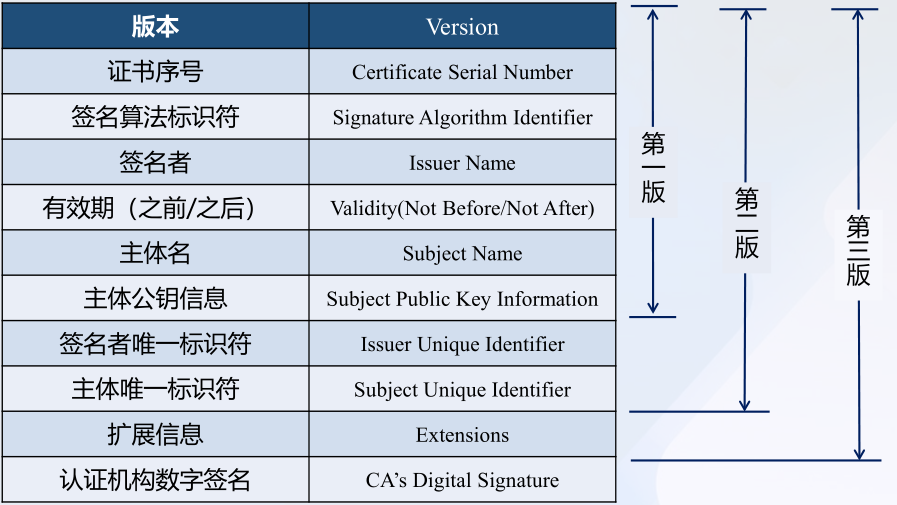 版本 Version
证书序号 Certificate Serial Number
签名算法标识符 Signature Algorithm Identifier
签名者 Issuer Name
有效期（之前/之后） Validity(Not Before/Not After)
主体名 Subject Name
主体公钥信息 Subject Public Key Information
签名者唯一标识符 Issuer Unique Identifier
主体唯一标识符 Subject Unique Identifier
扩展信息 Extensions
认证机构数字签名 CA’s Digital Signature
第一版
第二版
第三版